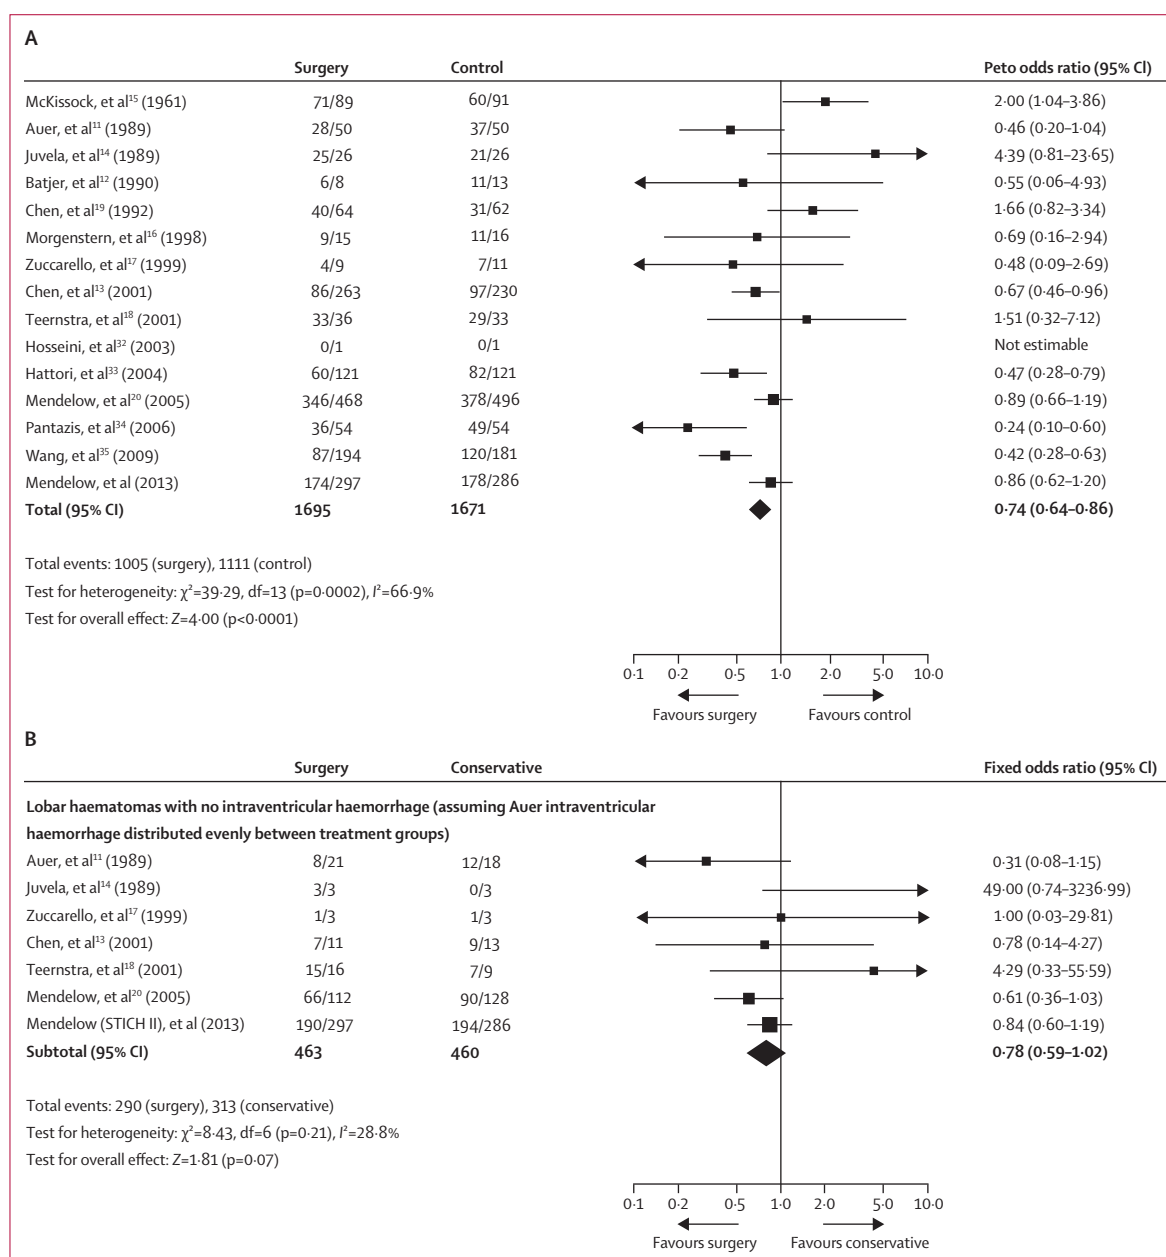 A
Surgery Control Peto odds ratio (95% Cl)
McKissock, et al¹⁵ (1961) 71/89 60/91 2·00 (1·04–3·86)
Auer, et al¹¹ (1989) 28/50 37/50 0·46 (0·20–1·04)
Juvela, et al¹⁴ (1989) 25/26 21/26 4·39 (0·81–23·65)
Batjer, et al¹² (1990) 6/8 11/13 0·55 (0·06–4·93)
Chen, et al¹⁹ (1992) 40/64 31/62 1·66 (0·82–3·34)
Morgenstern, et al¹⁶ (1998) 9/15 11/16 0·69 (0·16–2·94)
Zuccarello, et al¹⁷ (1999) 4/9 7/11 0·48 (0·09–2·69)
Chen, et al¹³ (2001) 86/263 97/230 0·67 (0·46–0·96)
Teernstra, et al¹⁸ (2001) 33/36 29/33 1·51 (0·32–7·12)
Hosseini, et al³² (2003) 0/1 0/1 Not estimable
Hattori, et al³³ (2004) 60/121 82/121 0·47 (0·28–0·79)
Mendelow, et al²⁰ (2005) 346/468 378/496 0·89 (0·66–1·19)
Pantazis, et al³⁴ (2006) 36/54 49/54 0·24 (0·10–0·60)
Wang, et al³⁵ (2009) 87/194 120/181 0·42 (0·28–0·63)
Mendelow, et al (2013) 174/297 178/286 0·86 (0·62–1·20)
Total (95% CI) 1695 1671 0·74 (0·64–0·86)
Total events: 1005 (surgery), 1111 (control)
Test for heterogeneity: χ²=39·29, df=13 (p=0·0002), I²=66·9%
Test for overall effect: Z=4·00 (p<0·0001)
0·1 0·2 0·5 1·0 2·0 5·0 10·0
Favours surgery Favours control
B
Surgery Conservative Fixed odds ratio (95% Cl)
Lobar haematomas with no intraventricular haemorrhage (assuming Auer intraventricular
haemorrhage distributed evenly between treatment groups)
Auer, et al¹¹ (1989) 8/21 12/18 0·31 (0·08–1·15)
Juvela, et al¹⁴ (1989) 3/3 0/3 49·00 (0·74–3236·99)
Zuccarello, et al¹⁷ (1999) 1/3 1/3 1·00 (0·03–29·81)
Chen, et al¹³ (2001) 7/11 9/13 0·78 (0·14–4·27)
Teernstra, et al¹⁸ (2001) 15/16 7/9 4·29 (0·33–55·59)
Mendelow, et al²⁰ (2005) 66/112 90/128 0·61 (0·36–1·03)
Mendelow (STICH II), et al (2013) 190/297 194/286 0·84 (0·60–1·19)
Subtotal (95% CI) 463 460 0·78 (0·59–1·02)
Total events: 290 (surgery), 313 (conservative)
Test for heterogeneity: χ²=8·43, df=6 (p=0·21), I²=28·8%
Test for overall effect: Z=1·81 (p=0·07)
0·1 0·2 0·5 1·0 2·0 5·0 10·0
Favours surgery Favours conservative